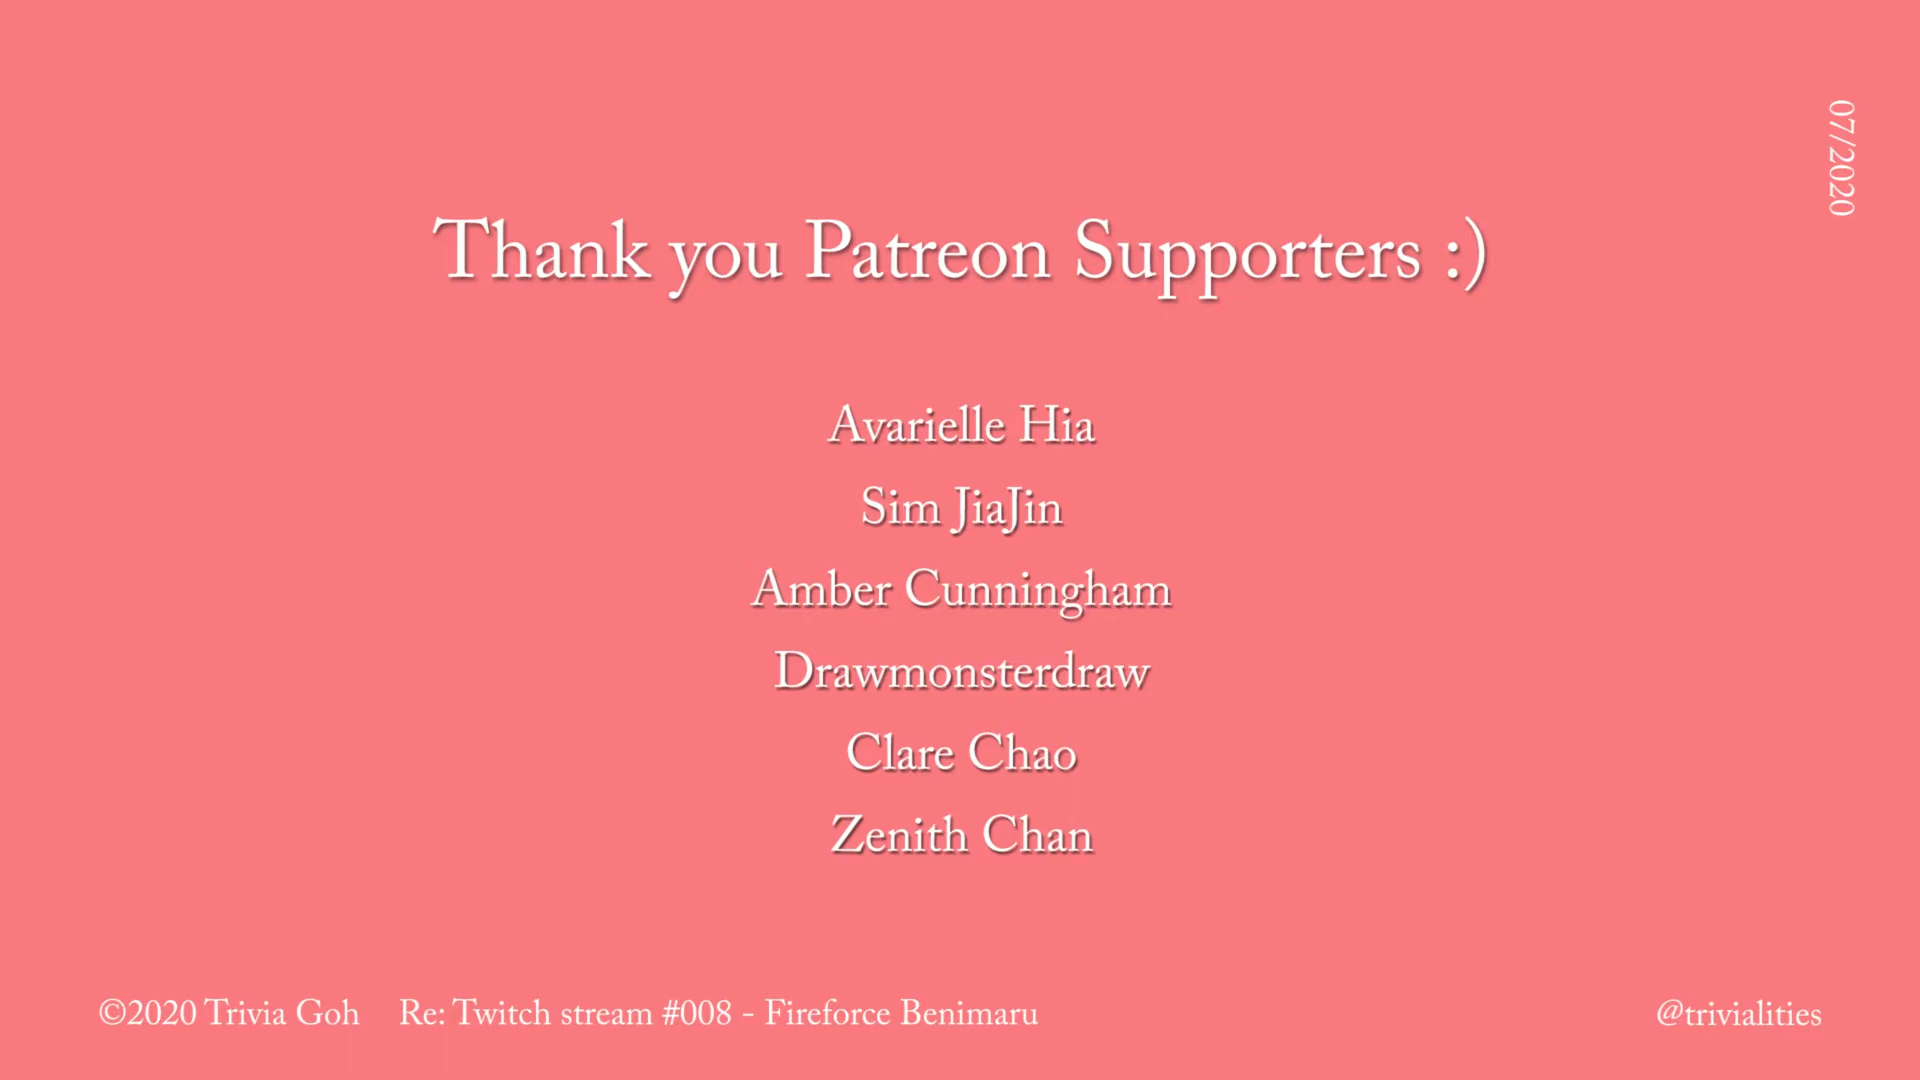 07/2020
Thank you Patreon Supporters :)
Avarielle Hia
Sim JiaJin
Amber Cunningham
Drawmonsterdraw
Clare Chao
Zenith Chan
©2020 Trivia Goh Re: Twitch stream #008 - Fireforce Benimaru
@trivialities